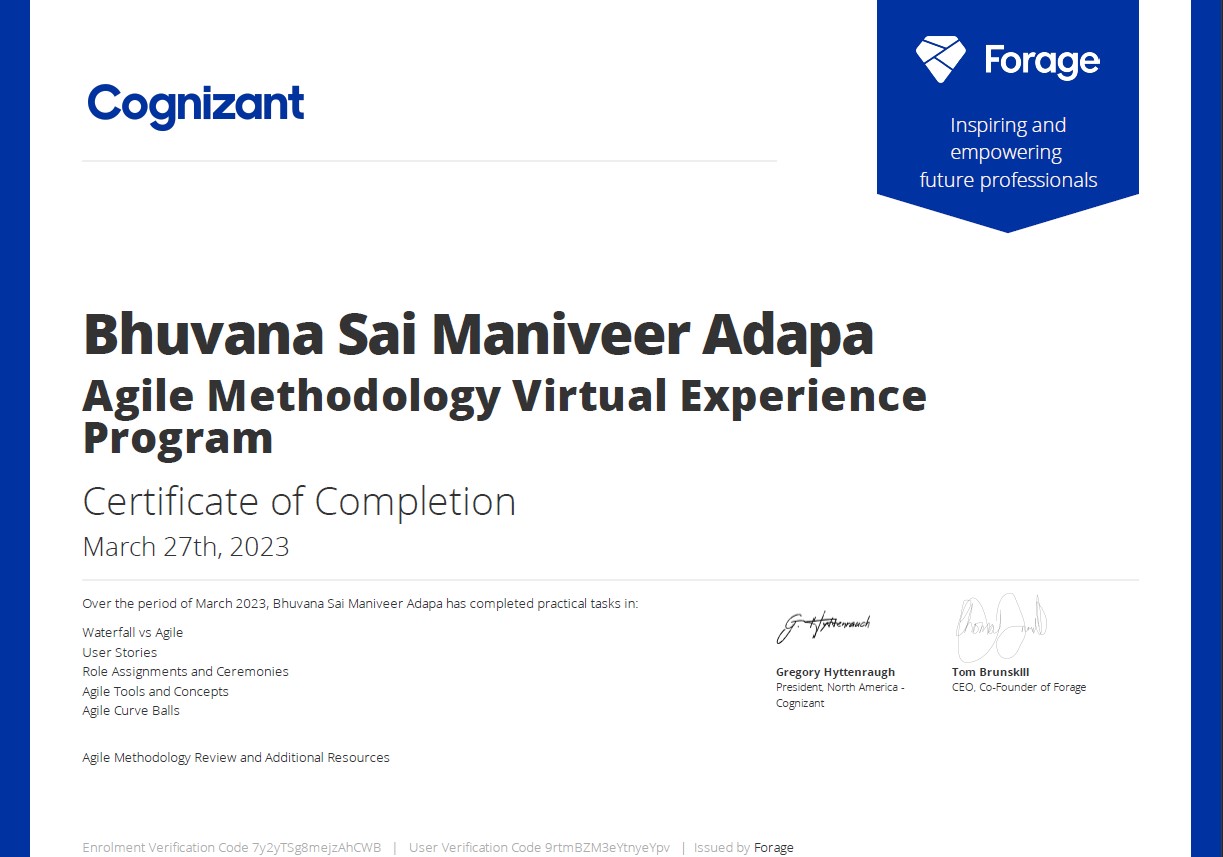 Cognizant
Forage
Inspiring and
empowering
future professionals
Bhuvana Sai Maniveer Adapa
Agile Methodology Virtual Experience
Program
Certificate of Completion
March 27th, 2023
Over the period of March 2023, Bhuvana Sai Maniveer Adapa has completed practical tasks in:
Waterfall vs Agile
User Stories
Role Assignments and Ceremonies
Agile Tools and Concepts
Agile Curve Balls
Agile Methodology Review and Additional Resources
G. Hyttenrauch
Gregory Hyttenraugh
President, North America -
Cognizant
Tom Brunskill
CEO, Co-Founder of Forage
Enrolment Verification Code 7y2yTSg8mejzAhCWB | User Verification Code 9rtmBZM3eYtnyeYpv | Issued by Forage